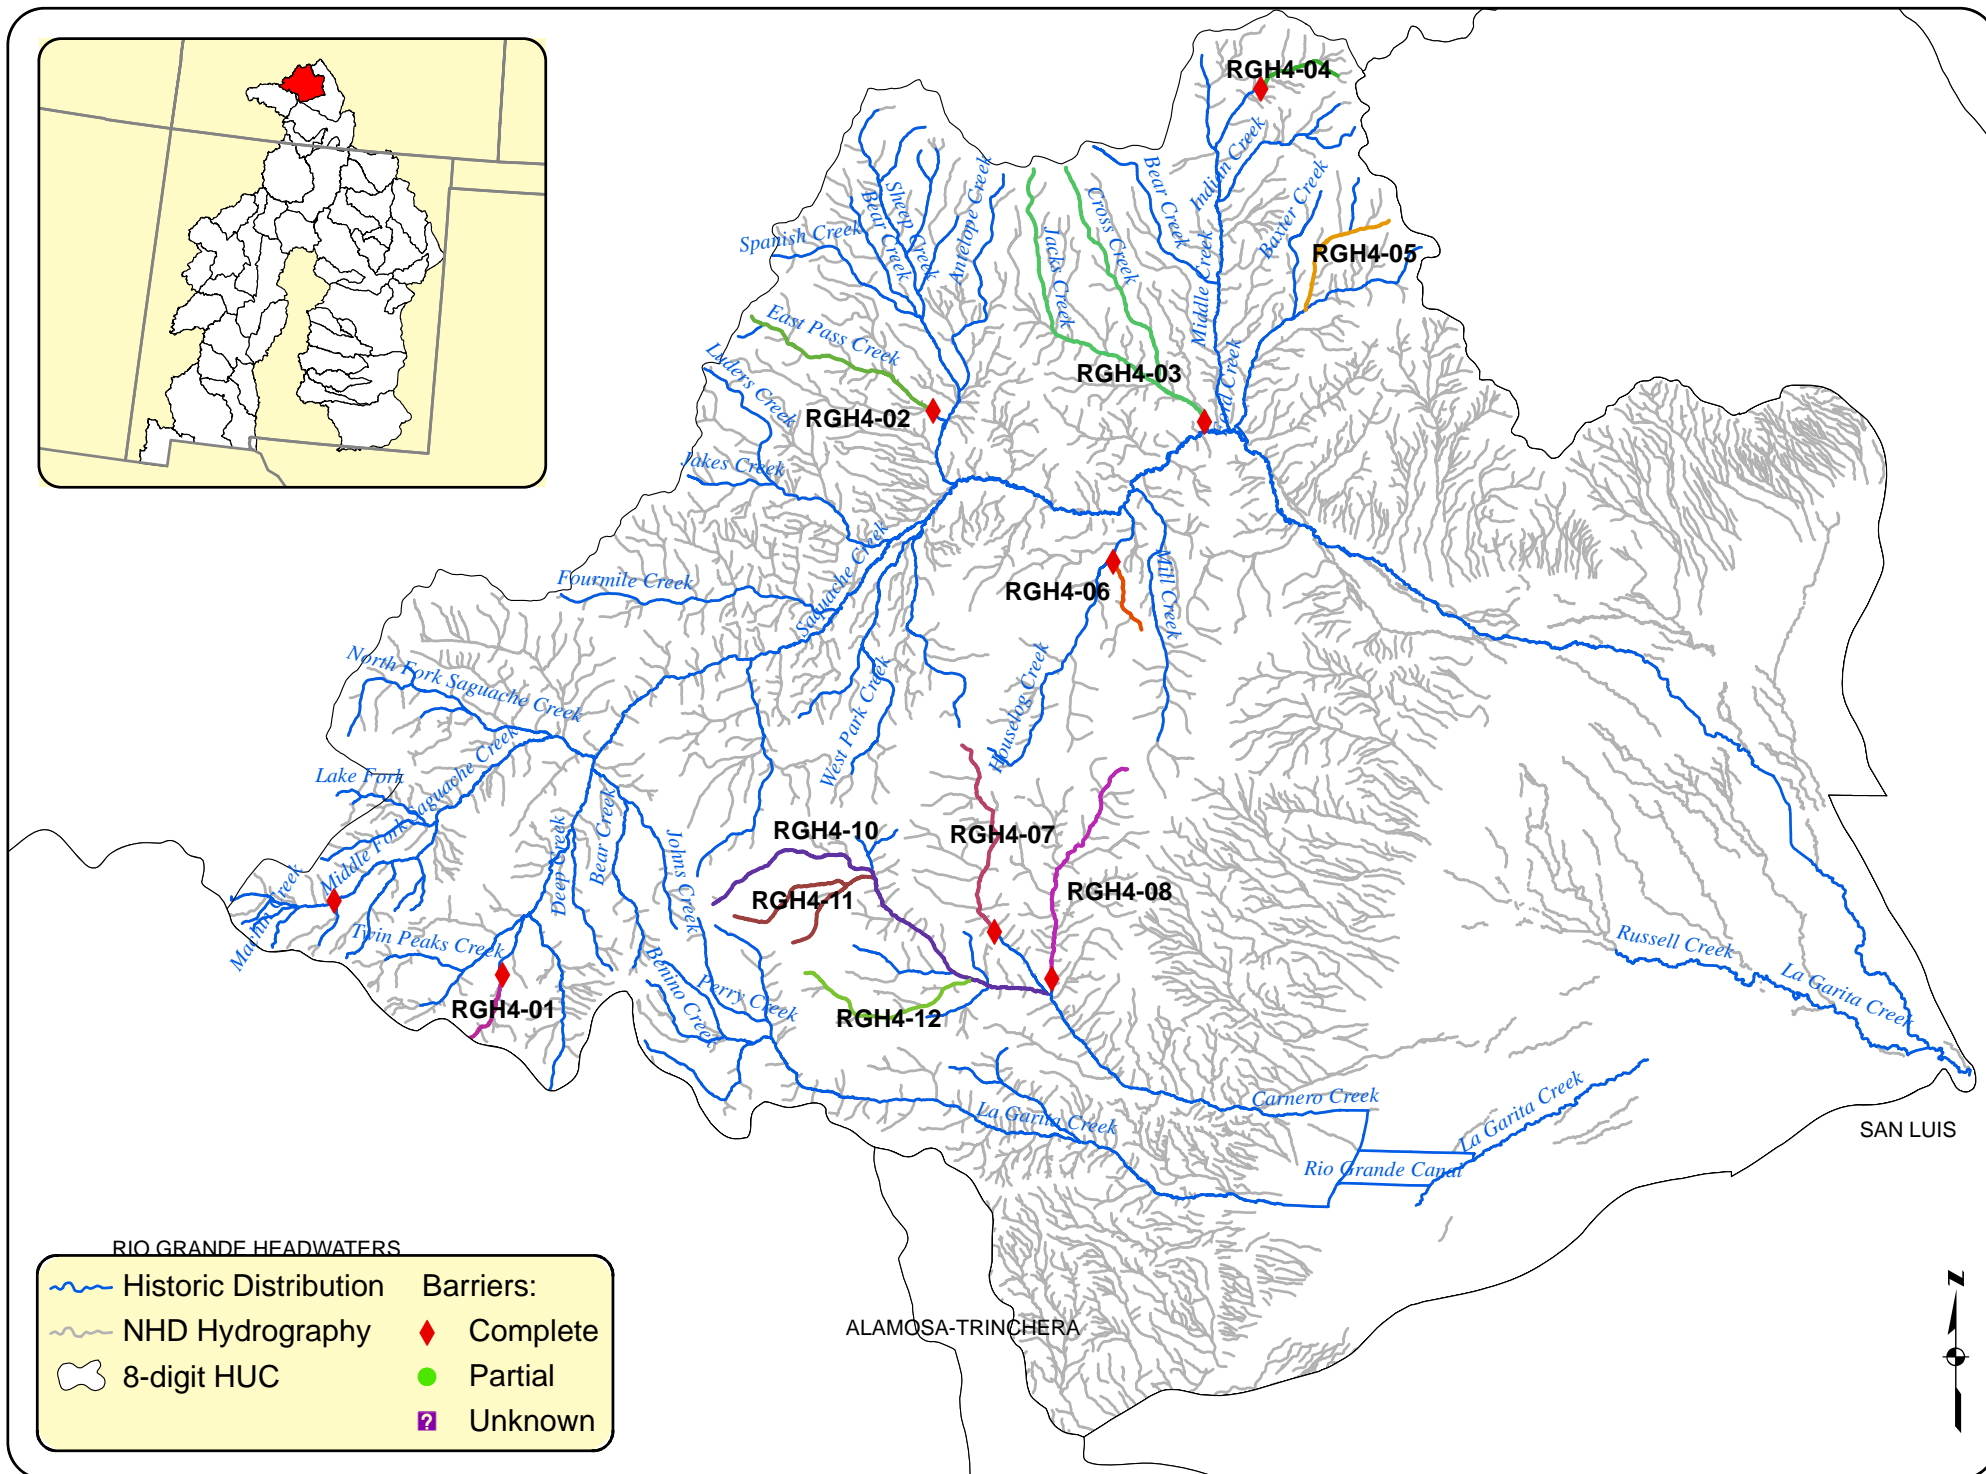 RGH4-04
Indian Creek
Bear Creek
Middle Creek
Baxter Creek
RGH4-05
Cross Creek
Jacks Creek
Antelope Creek
Sheep Creek
Bear Creek
Spanish Creek
East Pass Creek
Luders Creek
RGH4-02
RGH4-03
Ford Creek
Jakes Creek
Saguache Creek
Fourmile Creek
RGH4-06
Mill Creek
Houselog Creek
West Park Creek
North Fork Saguache Creek
Lake Fork
Middle Fork Saguache Creek
Machin Creek
Twin Peaks Creek
Deep Creek
Bear Creek
Johns Creek
RGH4-10
RGH4-07
RGH4-11
RGH4-08
RGH4-01
Benino Creek
Perry Creek
RGH4-12
Russell Creek
La Garita Creek
La Garita Creek
Carnero Creek
La Garita Creek
Rio Grande Canal
SAN LUIS
RIO GRANDE HEADWATERS
ALAMOSA-TRINCHERA
Historic Distribution
NHD Hydrography
8-digit HUC
Barriers:
Complete
Partial
? Unknown
N